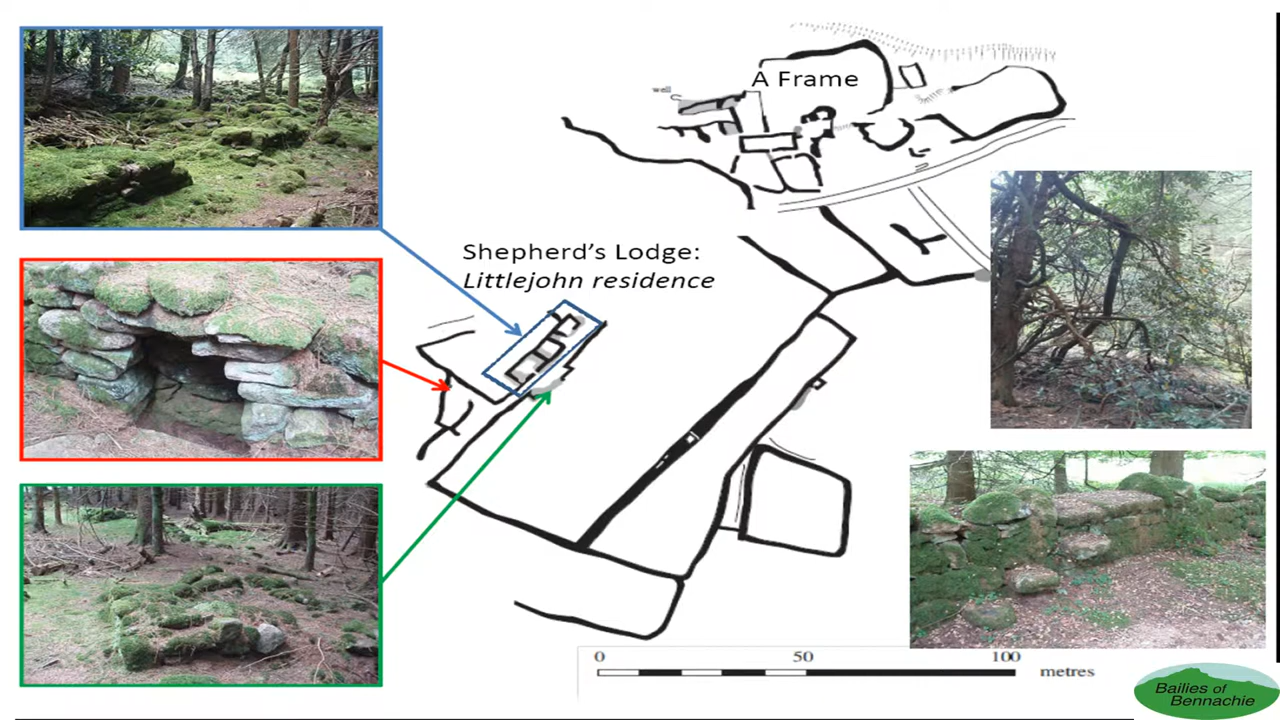 A Frame
well
Shepherd's Lodge:
Littlejohn residence
0 50 100
metres
Bailies of
Bennachie